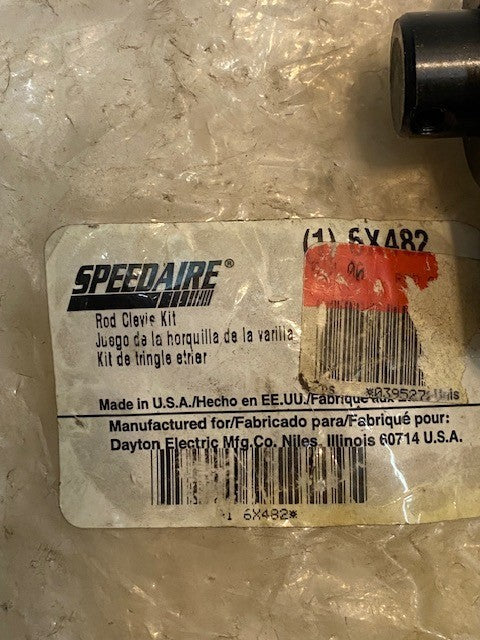 (1) 6X482
SPEEDAIRE®
Rod Clevis Kit
Juego de la horquilla de la varilla
Kit de tringle etrier
*039527*
Made in U.S.A./Hecho en EE.UU./Fabriqué aux Unis
Manufactured for/Fabricado para/Fabriqué pour:
Dayton Electric Mfg.Co. Niles, Illinois 60714 U.S.A.
1 6X482*